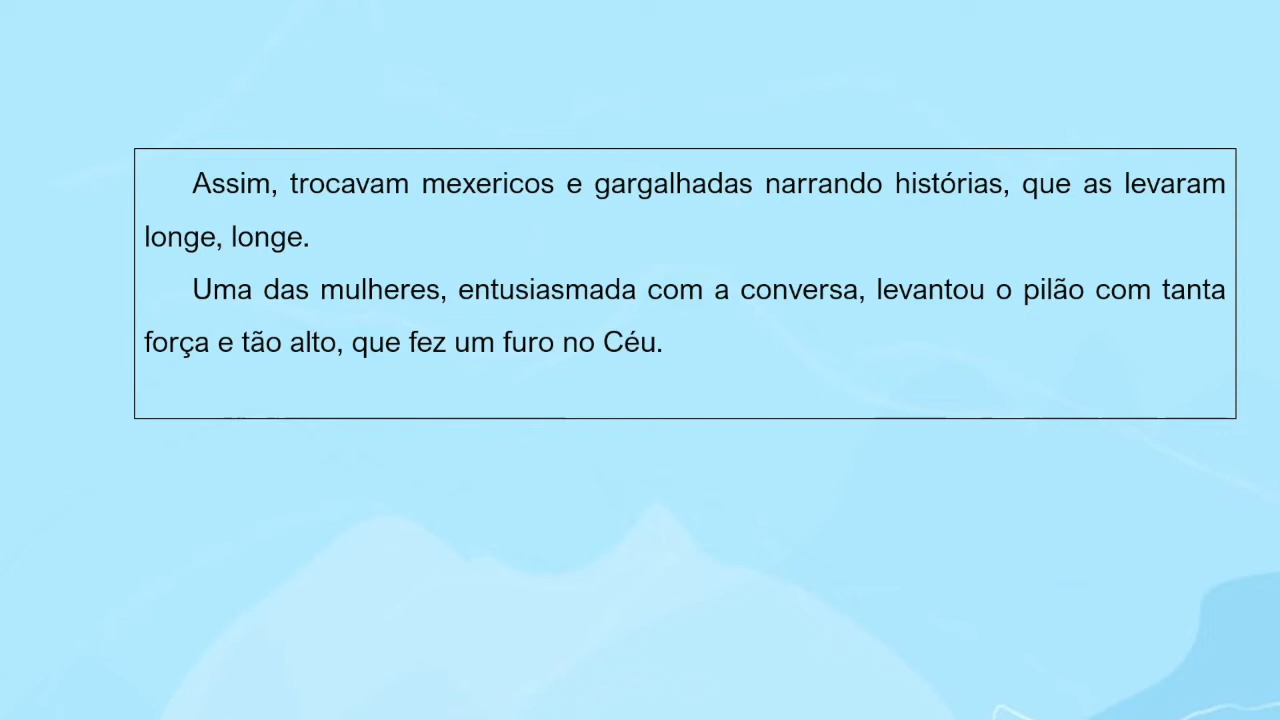 Assim, trocavam mexericos e gargalhadas narrando histórias, que as levaram
longe, longe.
Uma das mulheres, entusiasmada com a conversa, levantou o pilão com tanta
força e tão alto, que fez um furo no Céu.